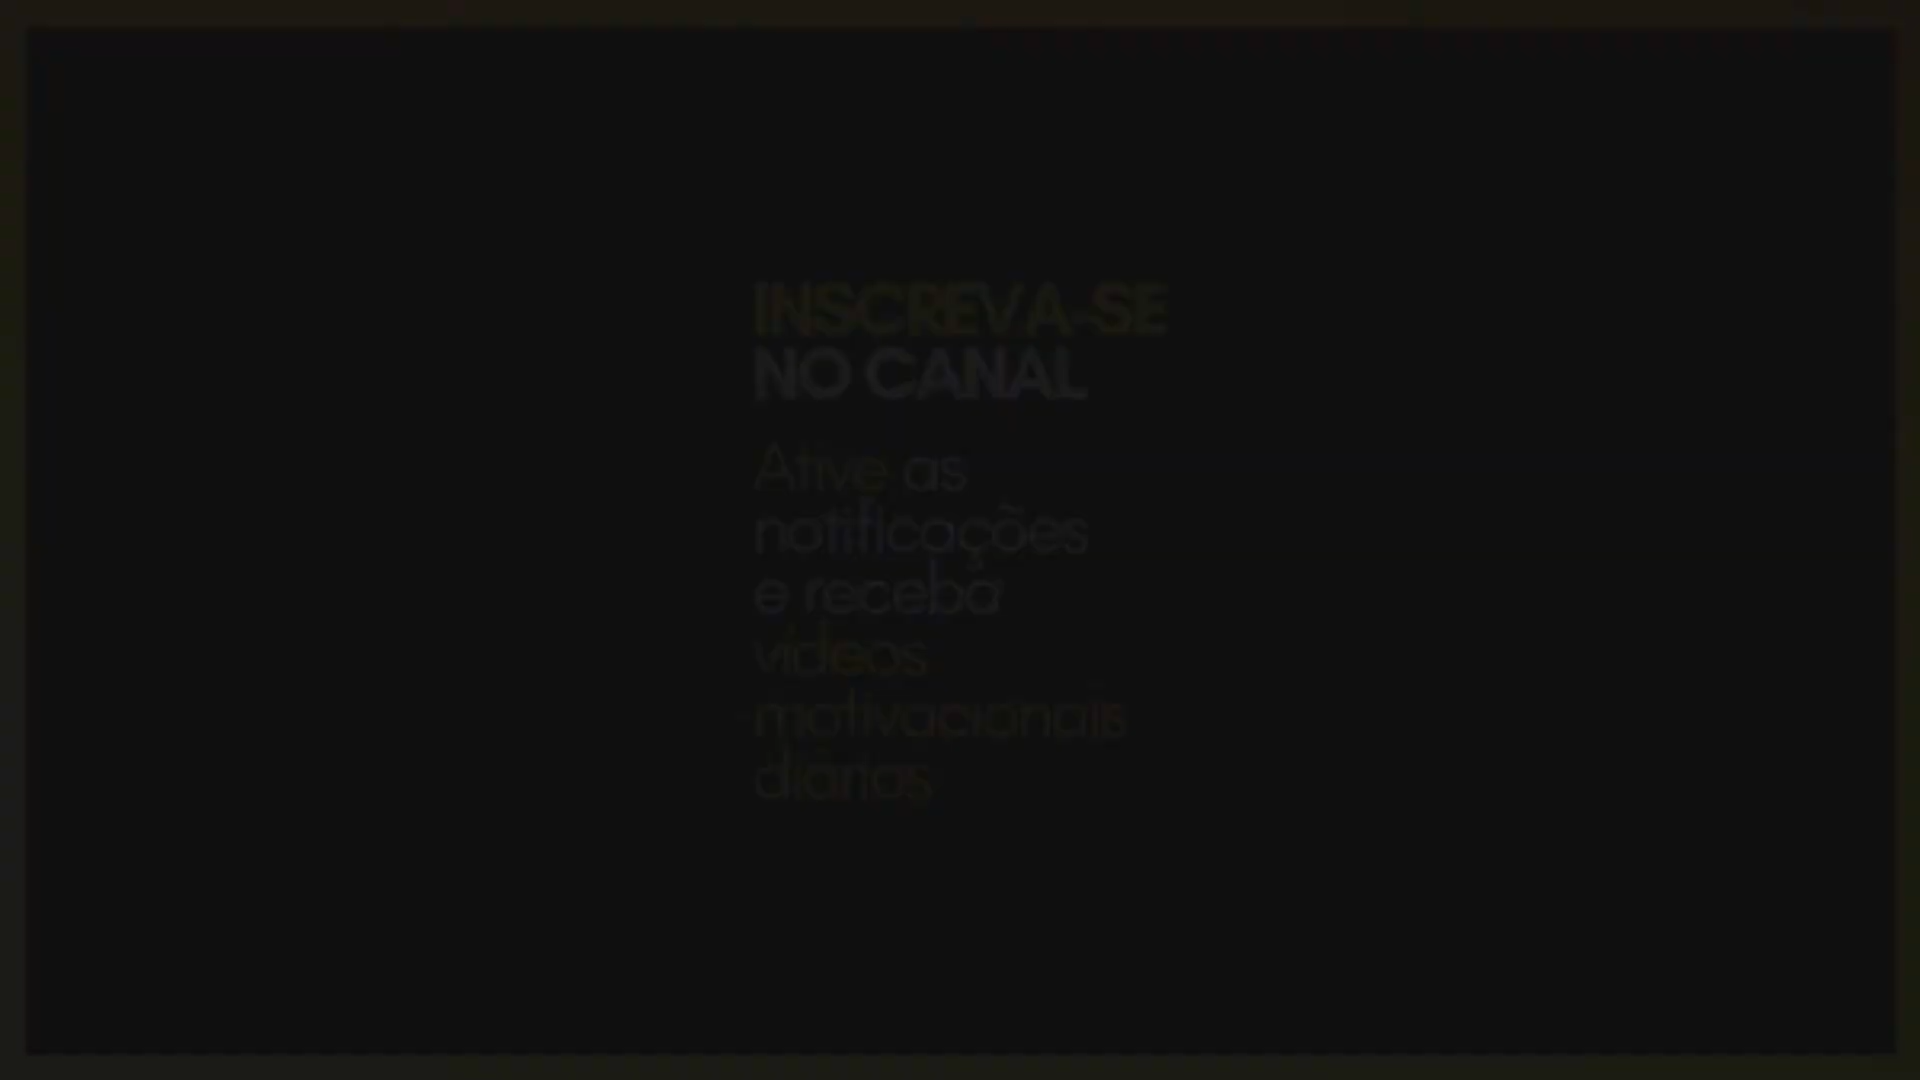 INSCREVA-SE
NO CANAL
Ative as
notificações
e receba
vídeos
motivacionais
diários